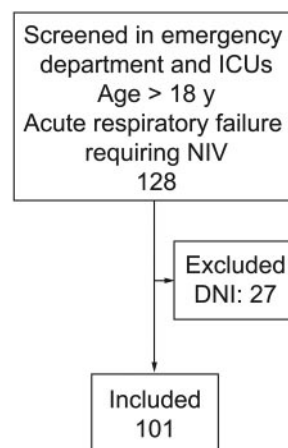 Screened in emergency
department and ICUs
Age > 18 y
Acute respiratory failure
requiring NIV
128
Excluded
DNI: 27
Included
101